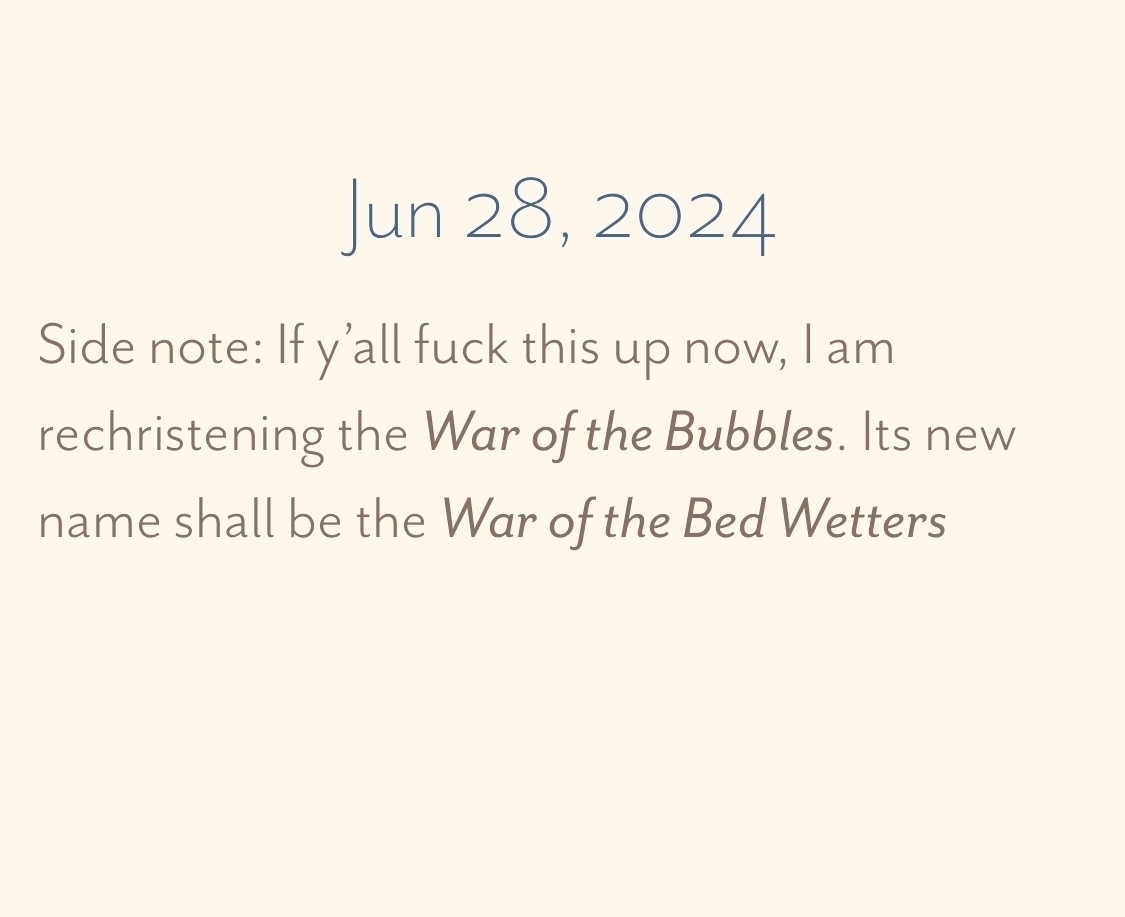 Jun 28, 2024
Side note: If y’all fuck this up now, I am
rechristening the War of the Bubbles. Its new
name shall be the War of the Bed Wetters